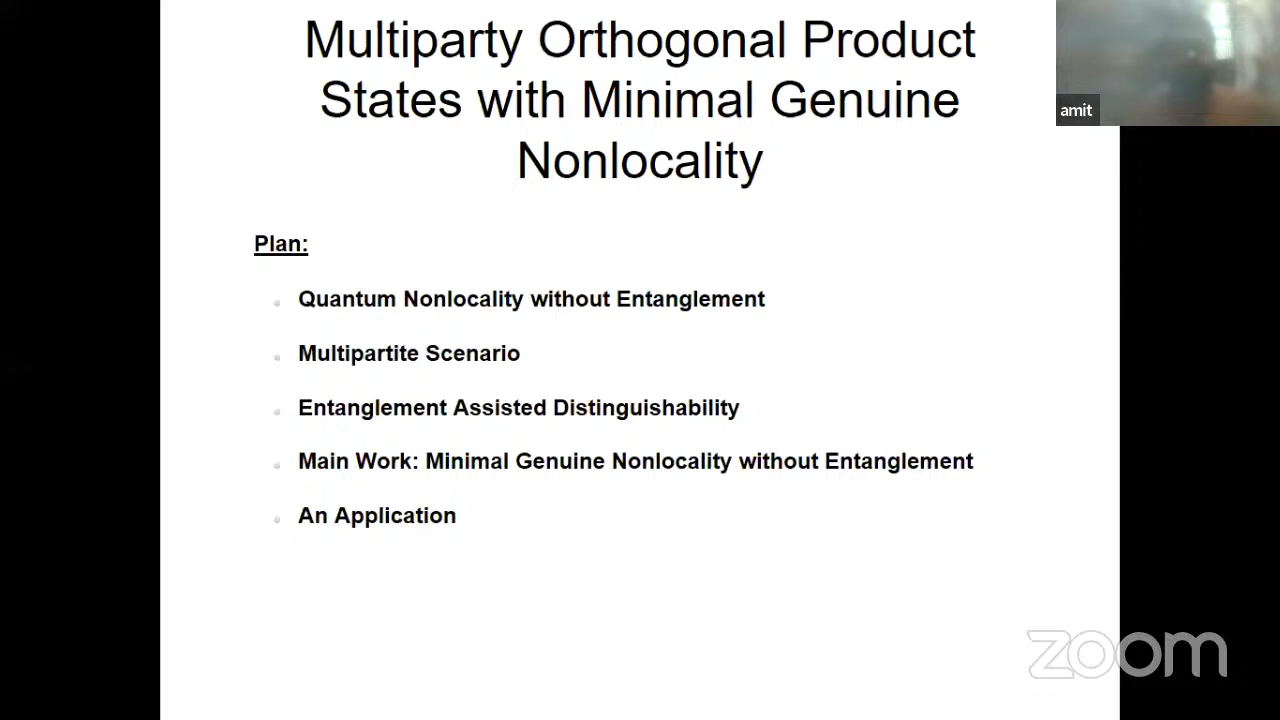 Multiparty Orthogonal Product
States with Minimal Genuine
Nonlocality
amit
Plan:
Quantum Nonlocality without Entanglement
Multipartite Scenario
Entanglement Assisted Distinguishability
Main Work: Minimal Genuine Nonlocality without Entanglement
An Application
zoom